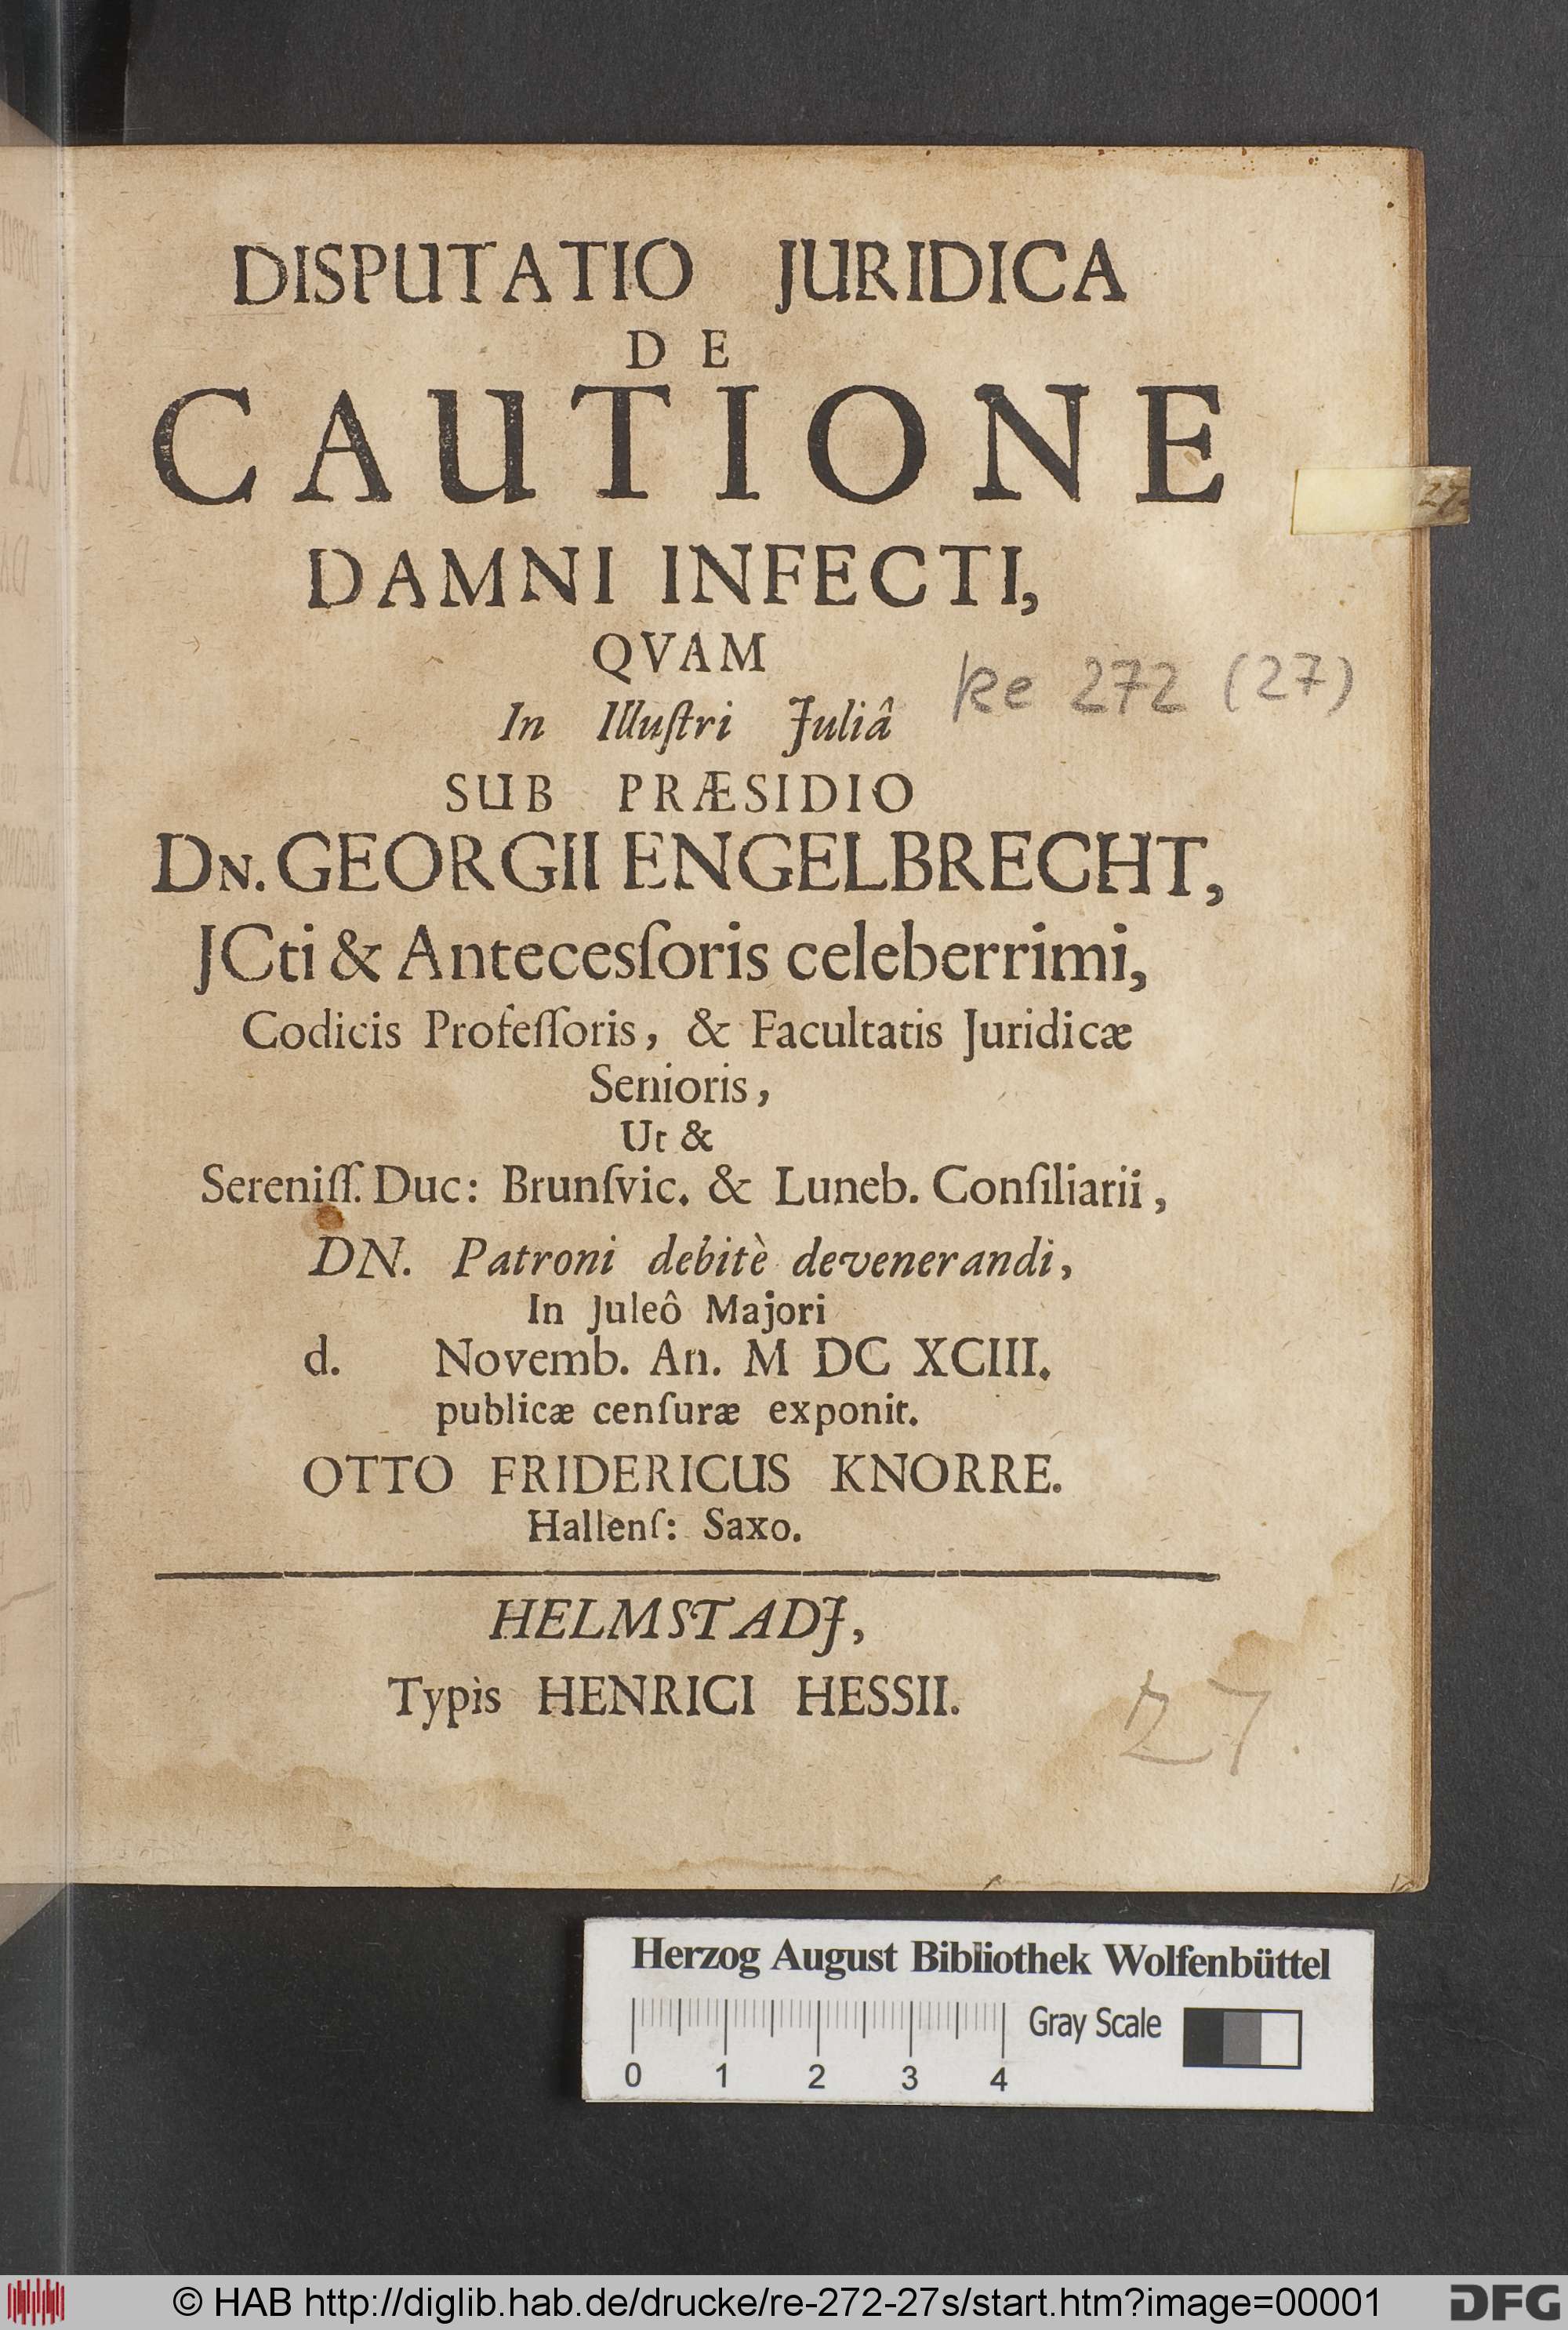 DISPUTATIO JURIDICA
DE
CAUTIONE
DAMNI INFECTI,
QVAM
In Illuſtri Juliâ
Re 272 (27)
SUB PRÆSIDIO
DN. GEORGII ENGELBRECHT,
JCti & Antecesſoris celeberrimi,
Codicis Profeſſoris, & Facultatis Juridicæ
Senioris,
Ut &
Sereniſſ. Duc: Brunſvic. & Luneb. Conſiliarii,
DN. Patroni debitè devenerandi,
In Juleô Majori
d. Novemb. An. M DC XCIII.
publicæ cenſuræ exponit.
OTTO FRIDERICUS KNORRE.
Hallenſ: Saxo.
HELMSTADJ,
Typis HENRICI HESSII.
27.
27
Herzog August Bibliothek Wolfenbüttel
0 1 2 3 4 Gray Scale
© HAB http://diglib.hab.de/drucke/re-272-27s/start.htm?image=00001
DFG